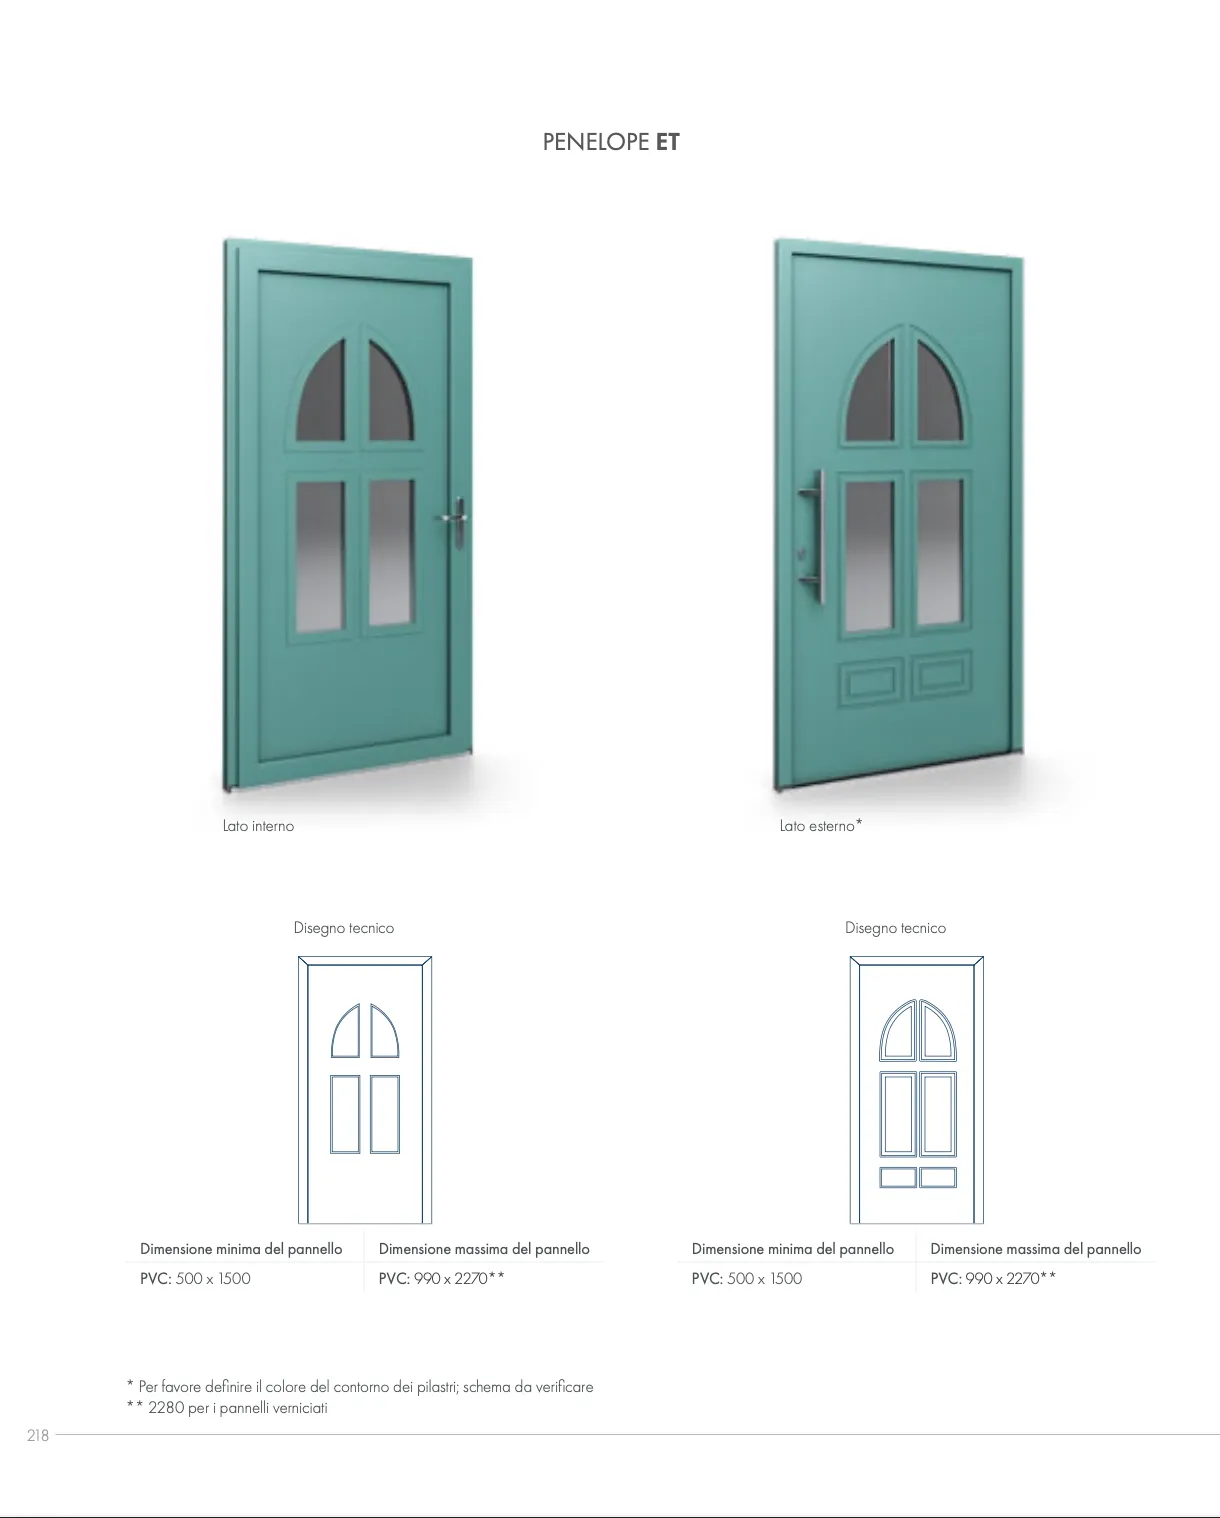 PENELOPE ET
Lato interno
Lato esterno*
Disegno tecnico
Disegno tecnico
Dimensione minima del pannello
Dimensione massima del pannello
PVC: 500 x 1500
PVC: 990 x 2270**
Dimensione minima del pannello
Dimensione massima del pannello
PVC: 500 x 1500
PVC: 990 x 2270**
* Per favore definire il colore del contorno dei pilastri; schema da verificare
** 2280 per i pannelli verniciati
218